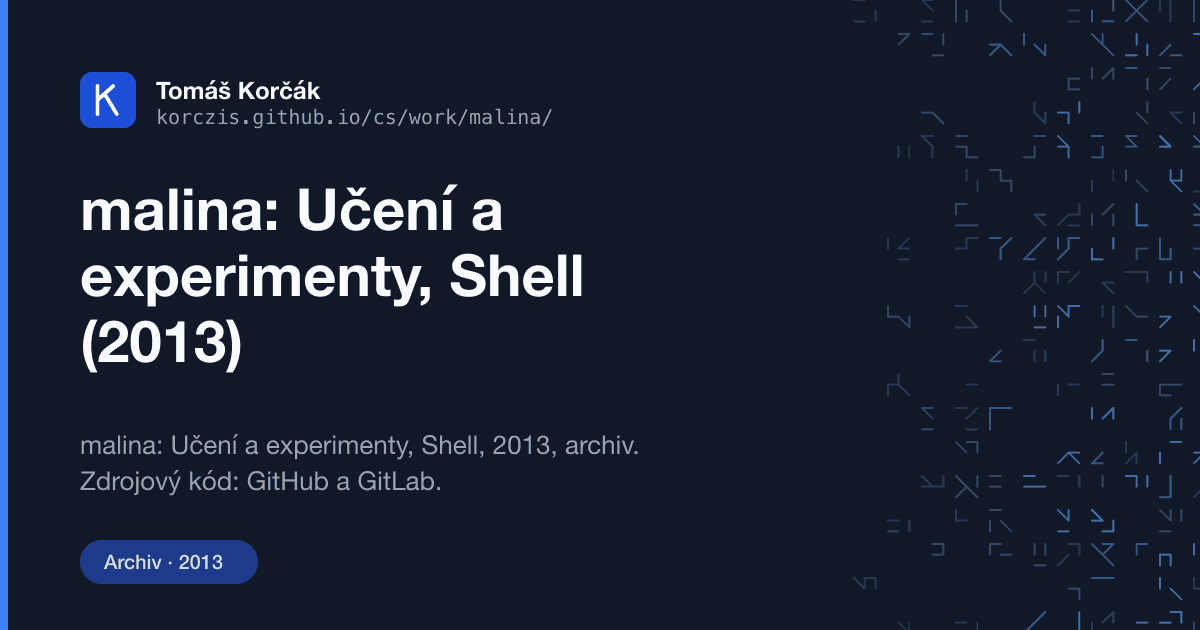 K
Tomáš Korčák
korczis.github.io/cs/work/malina/
malina: Učení a
experimenty, Shell
(2013)
malina: Učení a experimenty, Shell, 2013, archiv.
Zdrojový kód: GitHub a GitLab.
Archiv · 2013